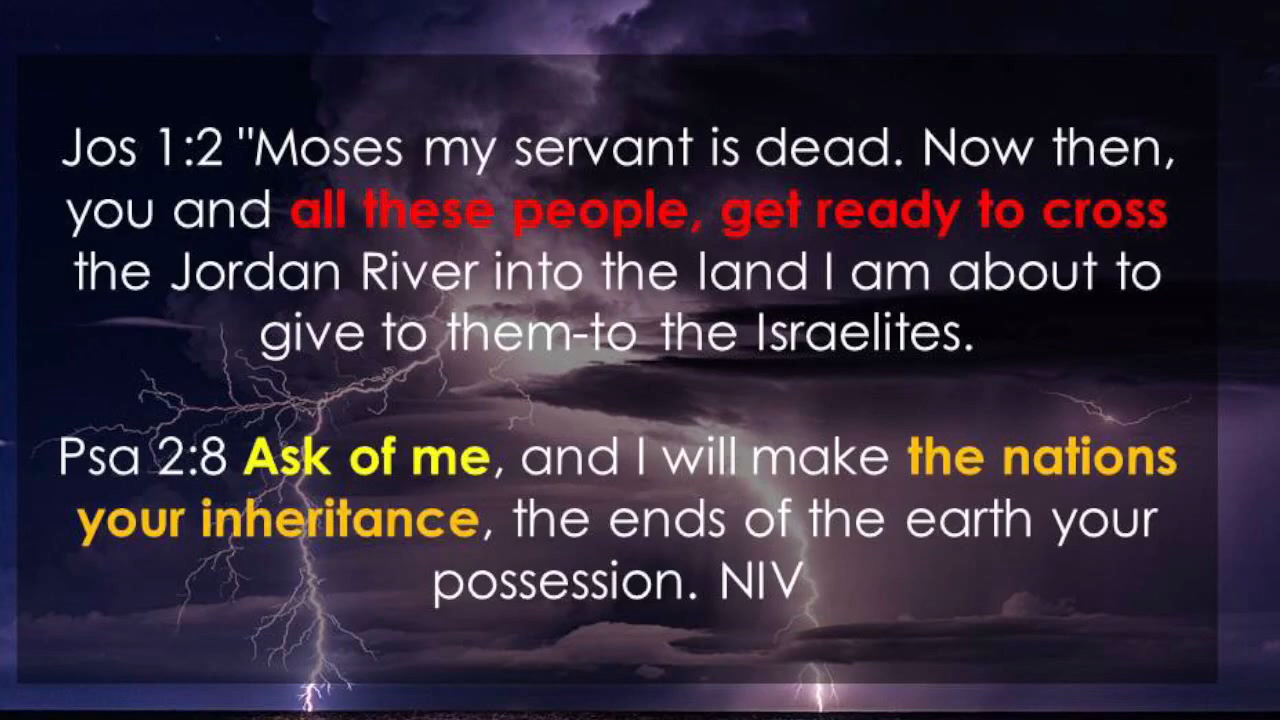 Jos 1:2 "Moses my servant is dead. Now then,
you and all these people, get ready to cross
the Jordan River into the land I am about to
give to them-to the Israelites.
Psa 2:8 Ask of me, and I will make the nations
your inheritance, the ends of the earth your
possession. NIV